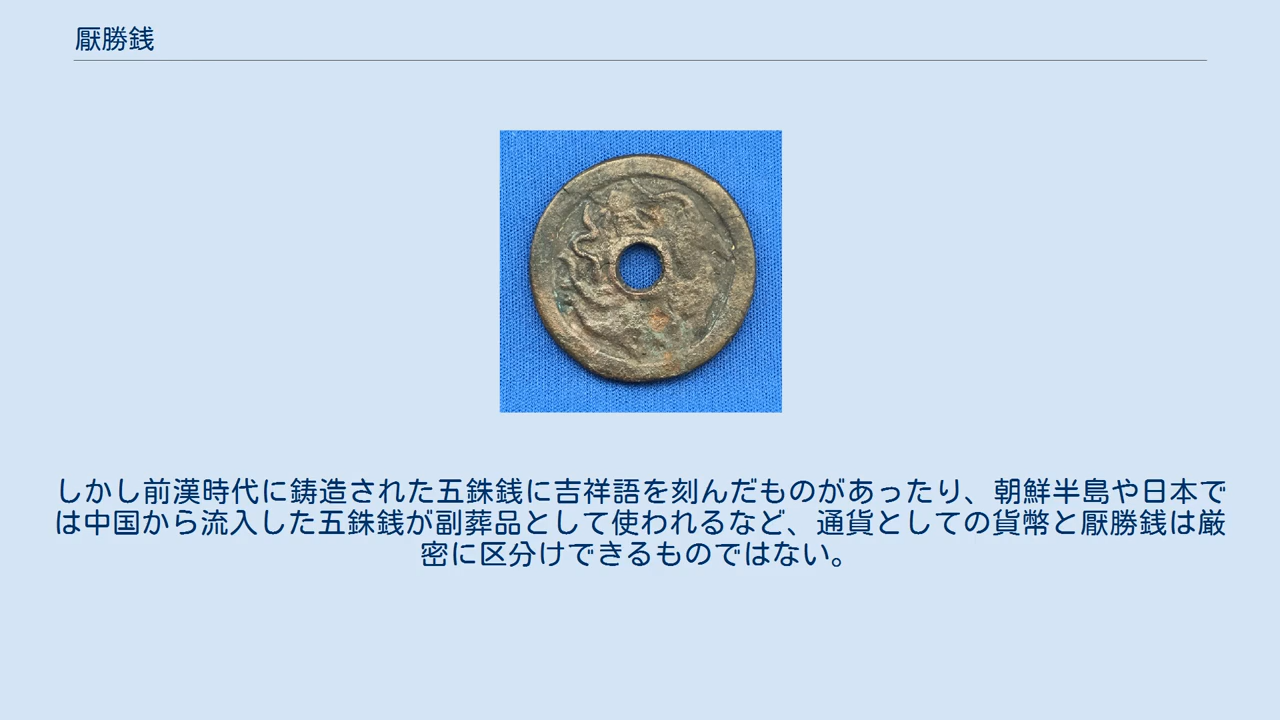 厭勝銭
しかし前漢時代に鋳造された五銖銭に吉祥語を刻んだものがあったり、朝鮮半島や日本で
は中国から流入した五銖銭が副葬品として使われるなど、通貨としての貨幣と厭勝銭は厳
密に区分けできるものではない。